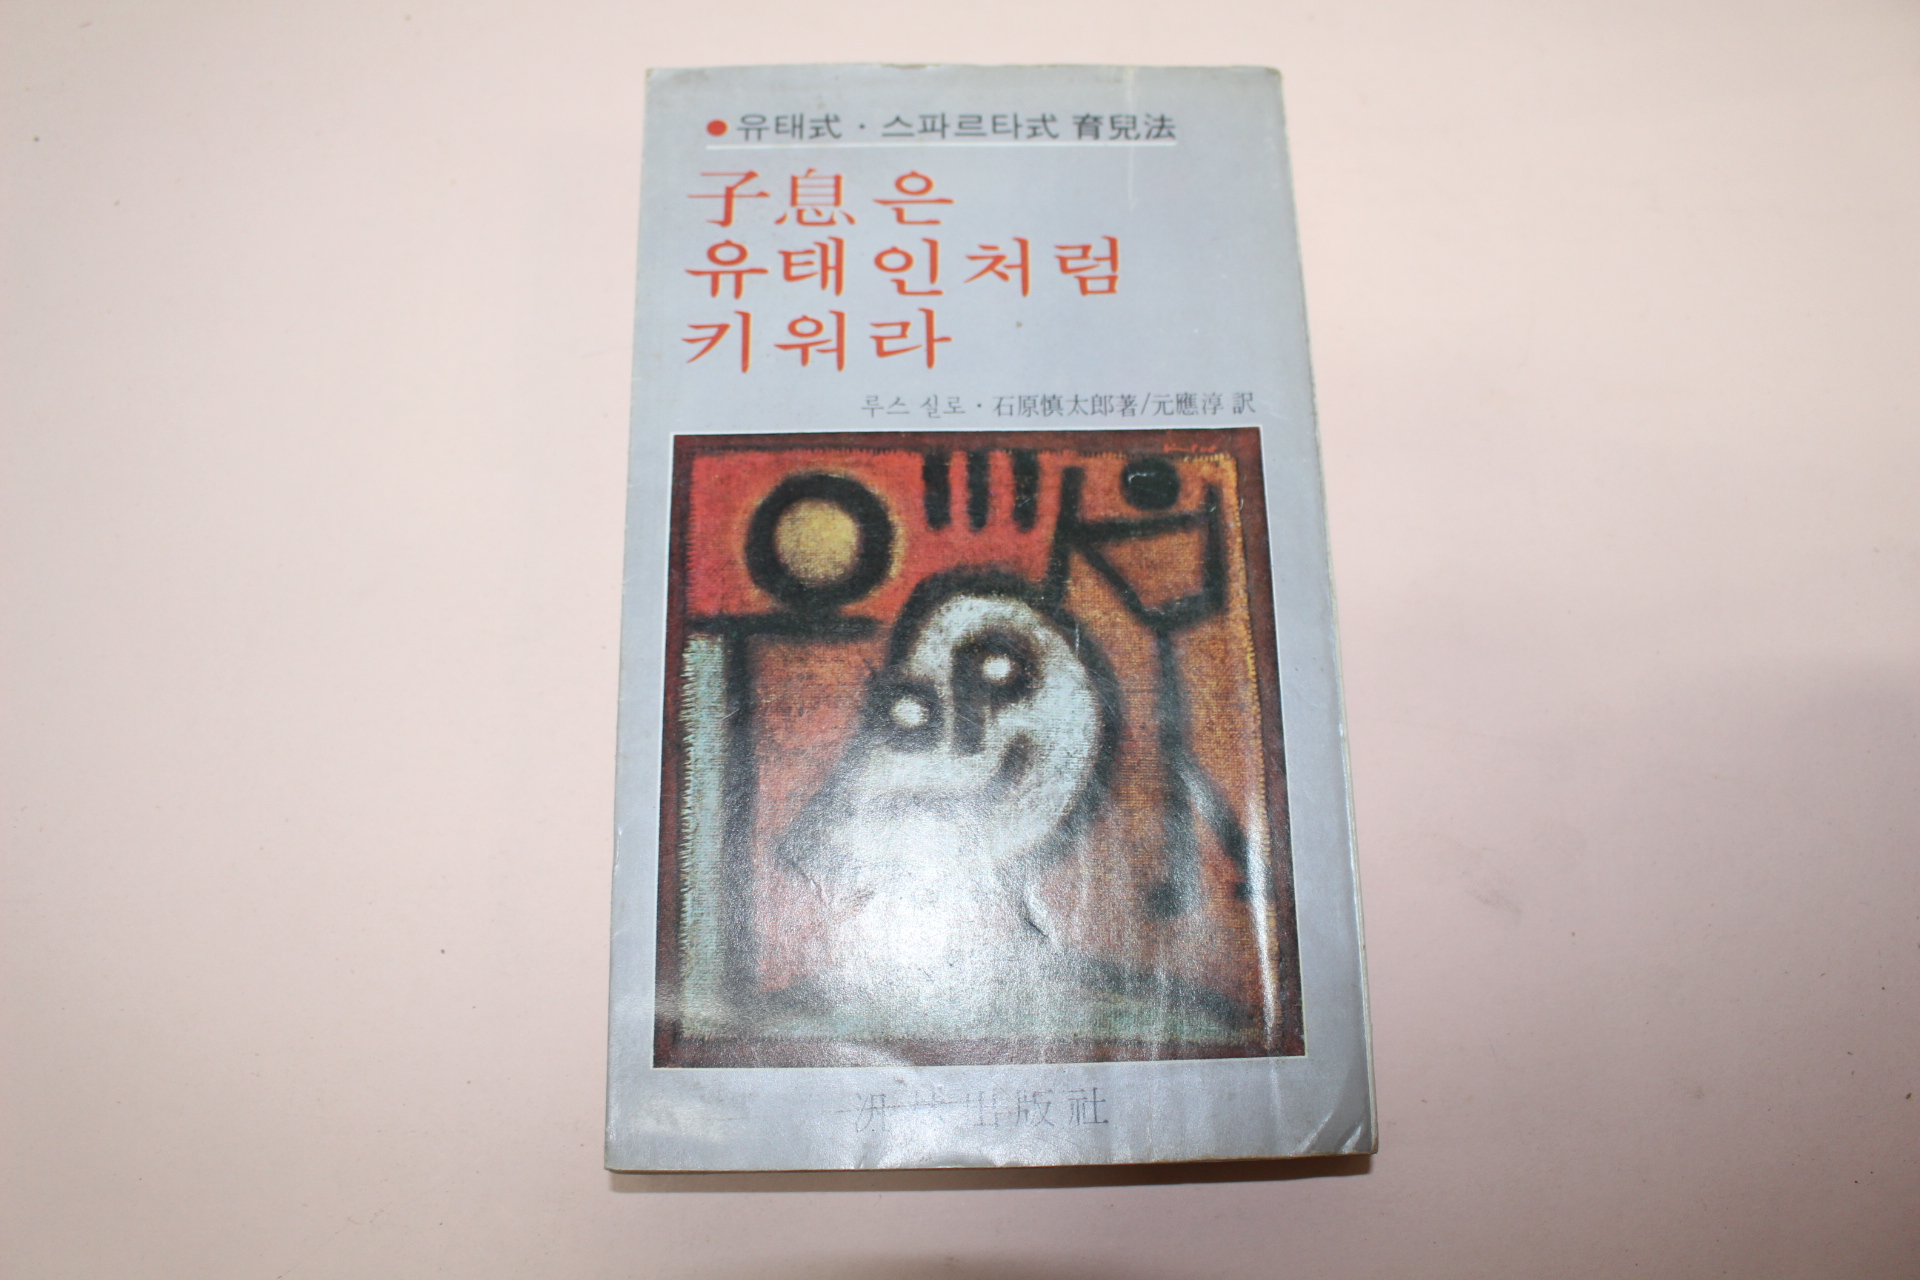 ● 유태式 · 스파르타式 育兒法
子息은
유태인처럼
키워라
루스 실로 · 石原慎太郎著/元應淳 訳
出版社